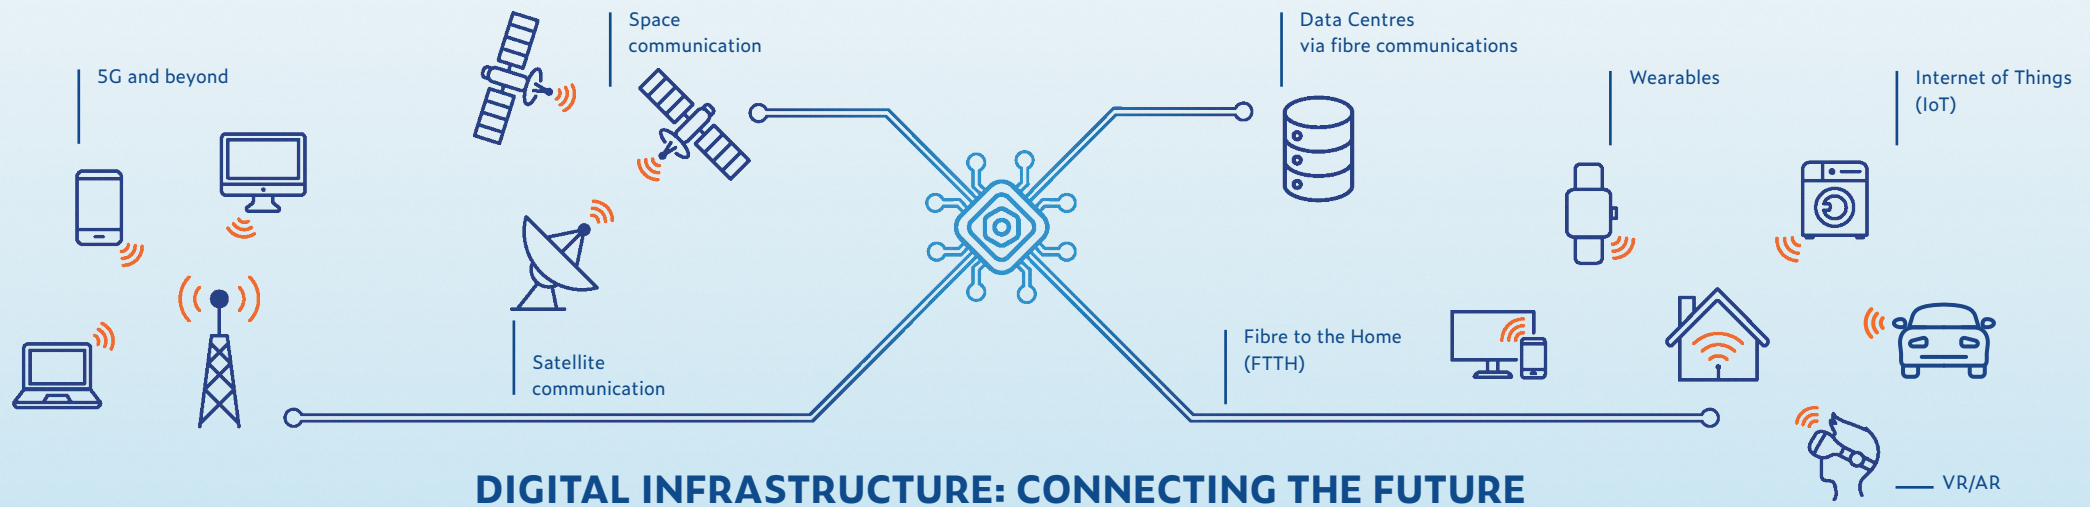 5G and beyond
Space
communication
Satellite
communication
Data Centres
via fibre communications
Fibre to the Home
(FTTH)
Wearables
Internet of Things
(IoT)
VR/AR
DIGITAL INFRASTRUCTURE: CONNECTING THE FUTURE